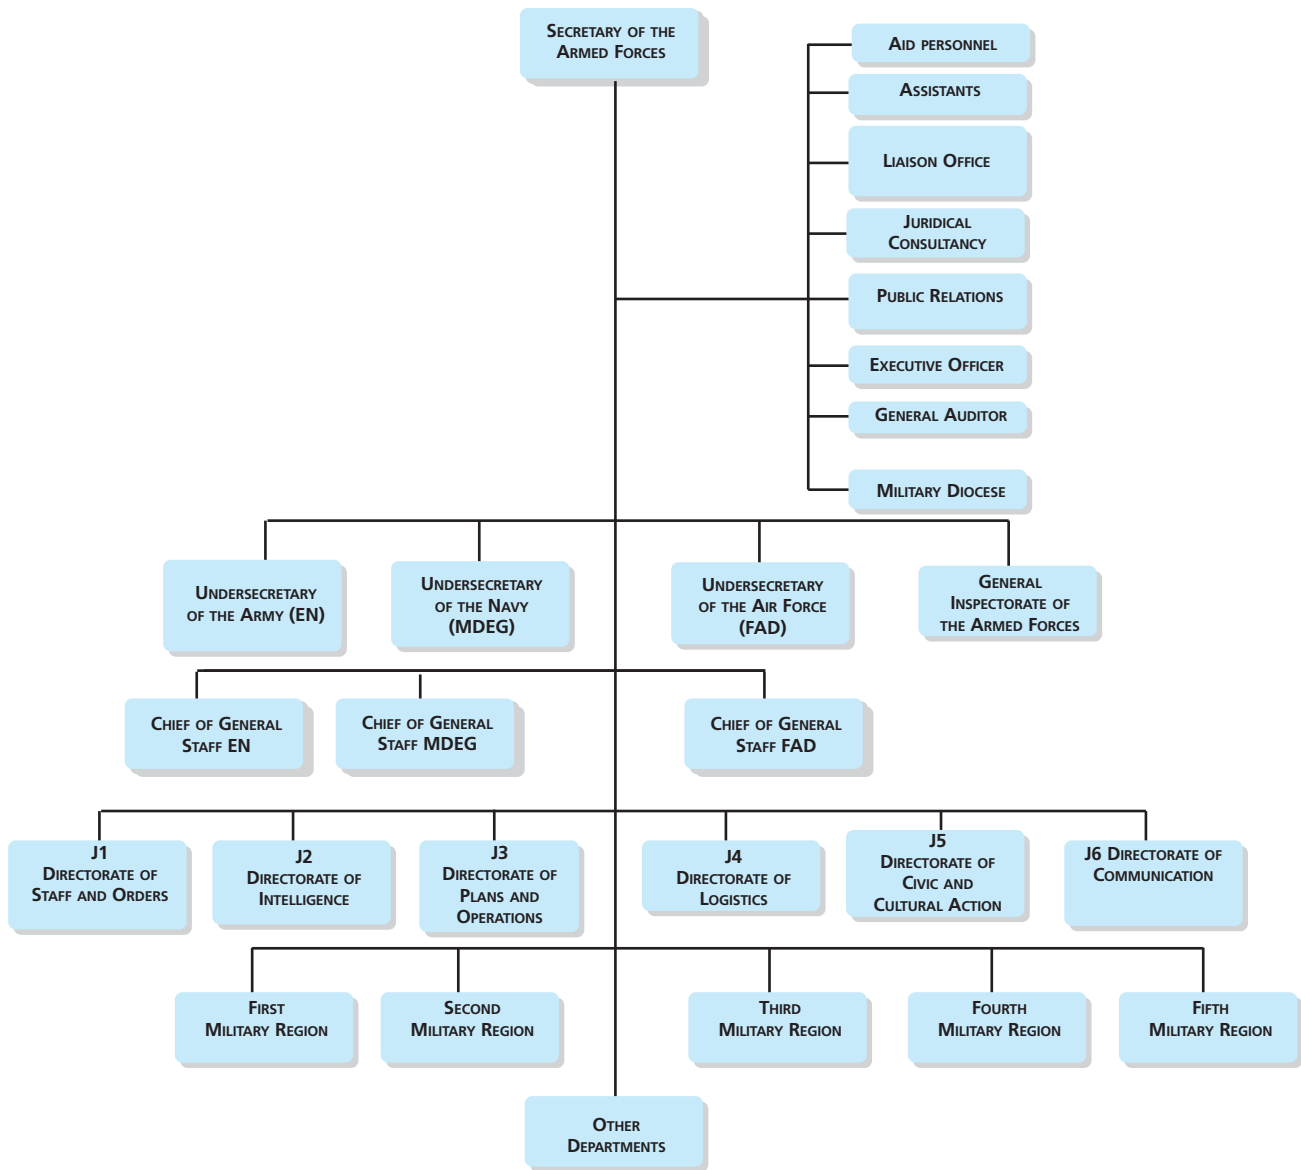 Secretary of the
Armed Forces
Aid personnel
Assistants
Liaison Office
Juridical
Consultancy
Public Relations
Executive Officer
General Auditor
Military Diocese
Undersecretary
of the Army (EN)
Undersecretary
of the Navy
(MDEG)
Undersecretary
of the Air Force
(FAD)
General
Inspectorate of
the Armed Forces
Chief of General
Staff EN
Chief of General
Staff MDEG
Chief of General
Staff FAD
J1
Directorate of
Staff and Orders
J2
Directorate of
Intelligence
J3
Directorate of
Plans and
Operations
J4
Directorate of
Logistics
J5
Directorate of
Civic and
Cultural Action
J6 Directorate of
Communication
First
Military Region
Second
Military Region
Third
Military Region
Fourth
Military Region
Fifth
Military Region
Other
Departments